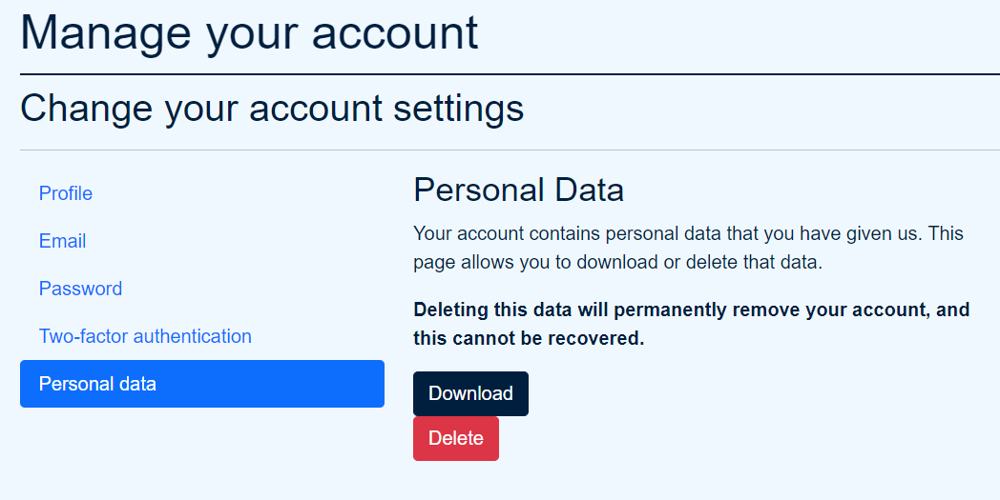 Manage your account
Change your account settings
Profile
Email
Password
Two-factor authentication
Personal data
Personal Data
Your account contains personal data that you have given us. This
page allows you to download or delete that data.
Deleting this data will permanently remove your account, and
this cannot be recovered.
Download
Delete